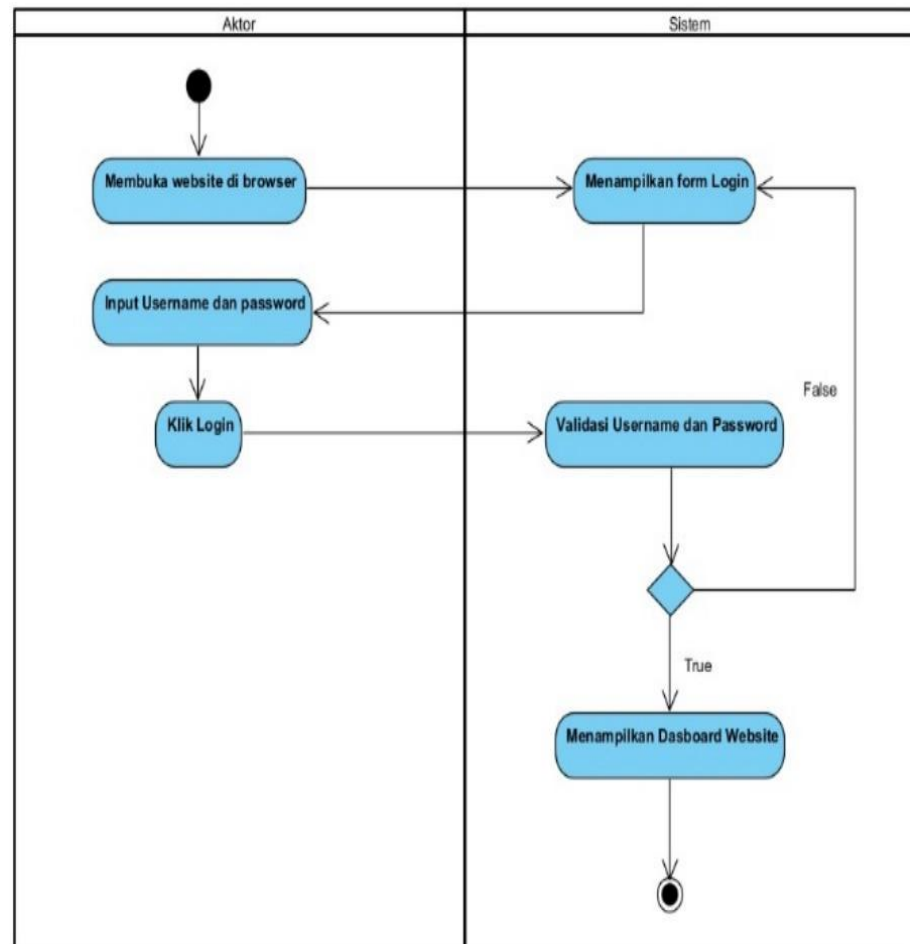 Aktor
Sistem
Membuka website di browser
Menampilkan form Login
Input Username dan password
False
Klik Login
Validasi Username dan Password
True
Menampilkan Dasboard Website